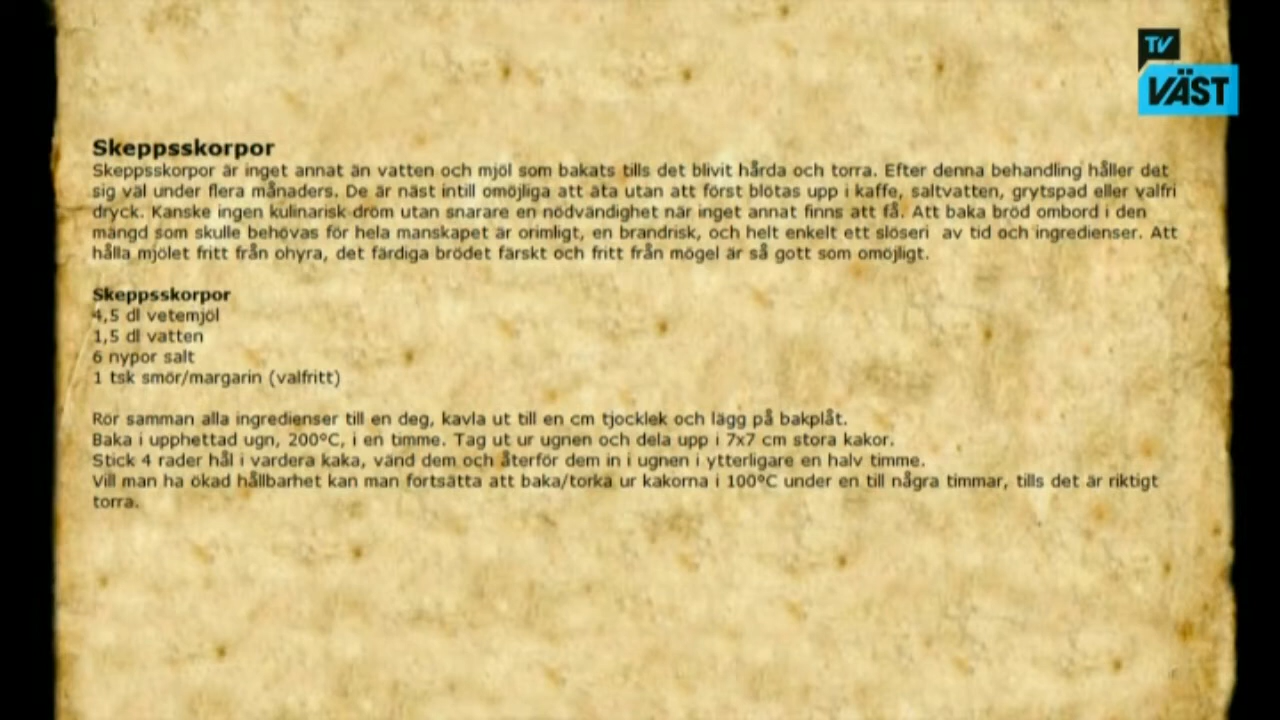 TV
VÄST
Skeppsskorpor
Skeppsskorpor är inget annat än vatten och mjöl som bakats tills det blivit hårda och torra. Efter denna behandling håller det
sig väl under flera månaders. De är näst intill omöjliga att äta utan att först blötas upp i kaffe, saltvatten, grytspad eller valfri
dryck. Kanske ingen kulinarisk dröm utan snarare en nödvändighet när inget annat finns att få. Att baka bröd ombord i den
mängd som skulle behövas för hela manskapet är orimligt, en brandrisk, och helt enkelt ett slöseri  av tid och ingredienser. Att
hålla mjölet fritt från ohyra, det färdiga brödet färskt och fritt från mögel är så gott som omöjligt.
Skeppsskorpor
4,5 dl vetemjöl
1,5 dl vatten
6 nypor salt
1 tsk smör/margarin (valfritt)
Rör samman alla ingredienser till en deg, kavla ut till en cm tjocklek och lägg på bakplåt.
Baka i upphettad ugn, 200°C, i en timme. Tag ut ur ugnen och dela upp i 7x7 cm stora kakor.
Stick 4 rader hål i vardera kaka, vänd dem och återför dem in i ugnen i ytterligare en halv timme.
Vill man ha ökad hållbarhet kan man fortsätta att baka/torka ur kakorna i 100°C under en till några timmar, tills det är riktigt
torra.